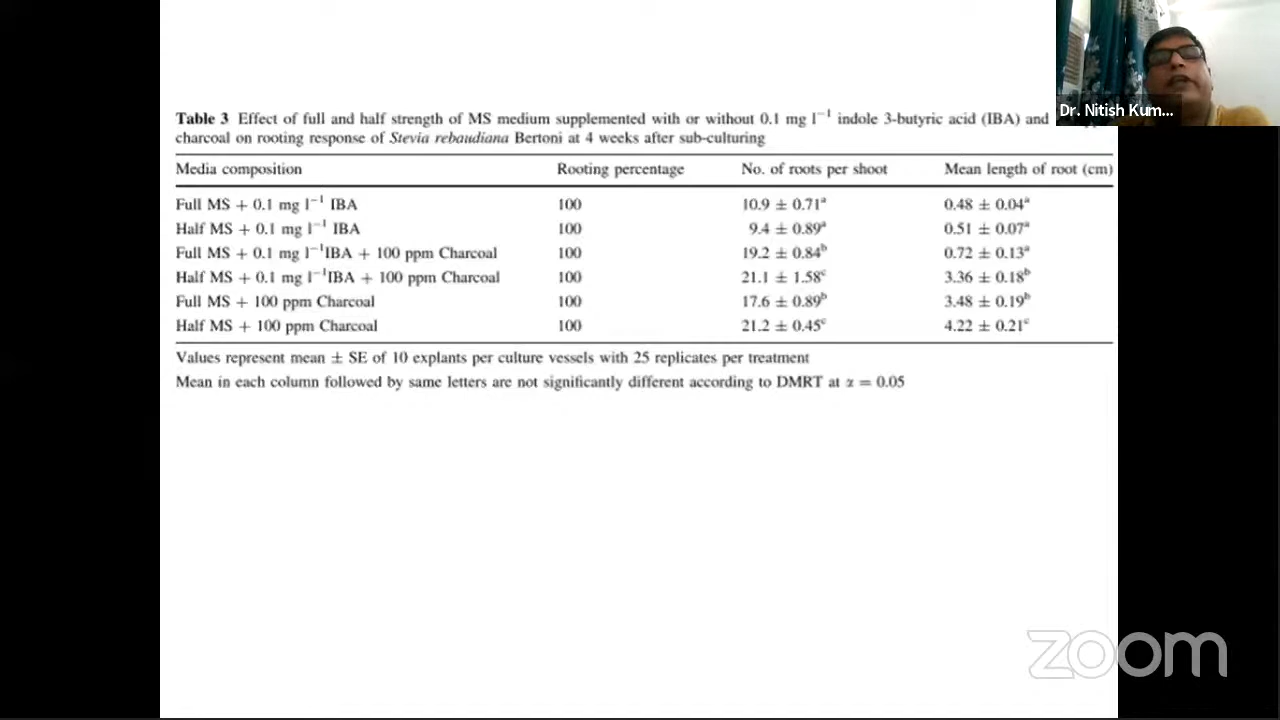 Dr. Nitish Kum...
Table 3 Effect of full and half strength of MS medium supplemented with or without 0.1 mg l⁻¹ indole 3-butyric acid (IBA) and
charcoal on rooting response of Stevia rebaudiana Bertoni at 4 weeks after sub-culturing
Media composition Rooting percentage No. of roots per shoot Mean length of root (cm)
Full MS + 0.1 mg l⁻¹ IBA 100 10.9 ± 0.71ᵃ 0.48 ± 0.04ᵃ
Half MS + 0.1 mg l⁻¹ IBA 100 9.4 ± 0.89ᵃ 0.51 ± 0.07ᵃ
Full MS + 0.1 mg l⁻¹IBA + 100 ppm Charcoal 100 19.2 ± 0.84ᵇ 0.72 ± 0.13ᵃ
Half MS + 0.1 mg l⁻¹IBA + 100 ppm Charcoal 100 21.1 ± 1.58ᶜ 3.36 ± 0.18ᵇ
Full MS + 100 ppm Charcoal 100 17.6 ± 0.89ᵇ 3.48 ± 0.19ᵇ
Half MS + 100 ppm Charcoal 100 21.2 ± 0.45ᶜ 4.22 ± 0.21ᶜ
Values represent mean ± SE of 10 explants per culture vessels with 25 replicates per treatment
Mean in each column followed by same letters are not significantly different according to DMRT at α = 0.05
zoom